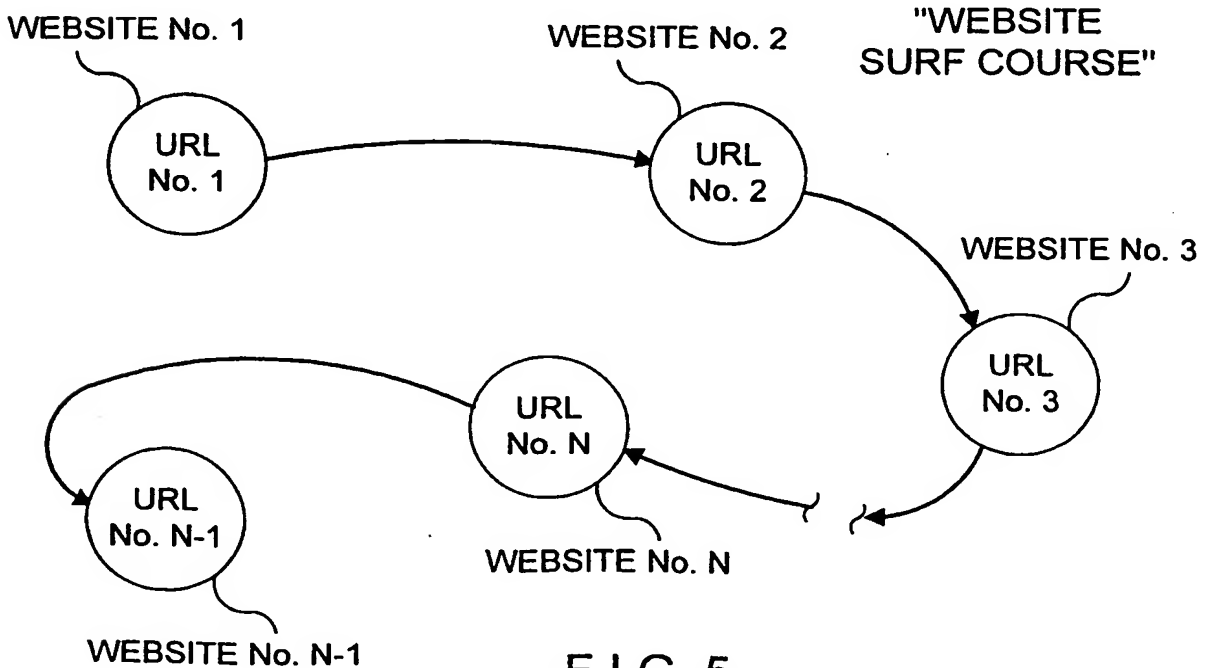 WEBSITE No. 1
WEBSITE No. 2
"WEBSITE
SURF COURSE"
URL
No. 1
URL
No. 2
WEBSITE No. 3
URL
No. 3
URL
No. N
URL
No. N-1
WEBSITE No. N
WEBSITE No. N-1
FIG. 5